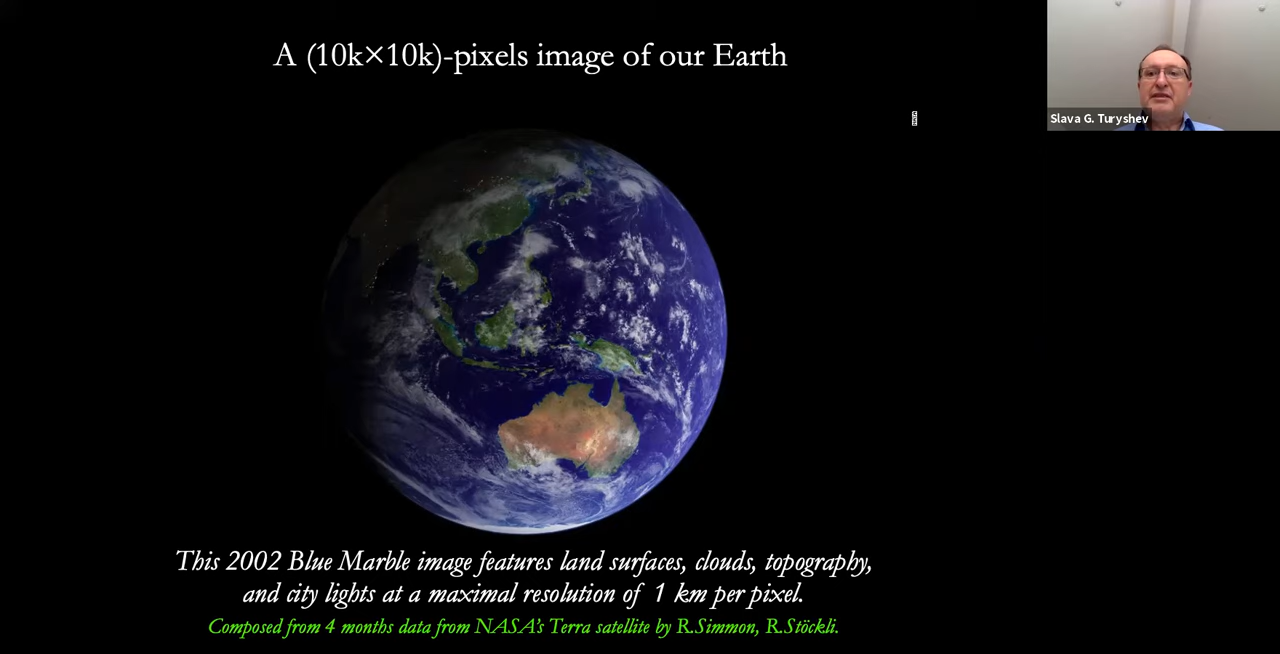 A (10k×10k)-pixels image of our Earth
Slava G. Turyshev
This 2002 Blue Marble image features land surfaces, clouds, topography,
and city lights at a maximal resolution of 1 km per pixel.
Composed from 4 months data from NASA's Terra satellite by R.Simmon, R.Stöckli.